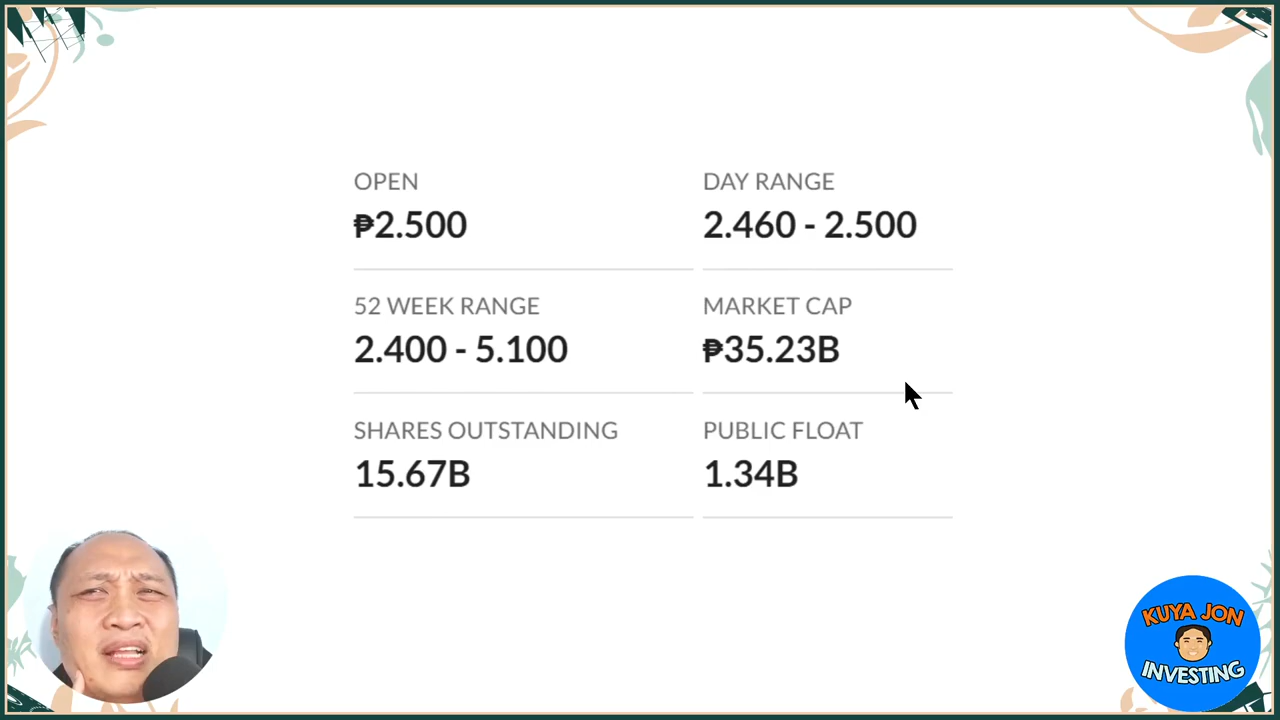 OPEN
₱2.500
DAY RANGE
2.460 - 2.500
52 WEEK RANGE
2.400 - 5.100
MARKET CAP
₱35.23B
SHARES OUTSTANDING
15.67B
PUBLIC FLOAT
1.34B
KUYA JON
INVESTING